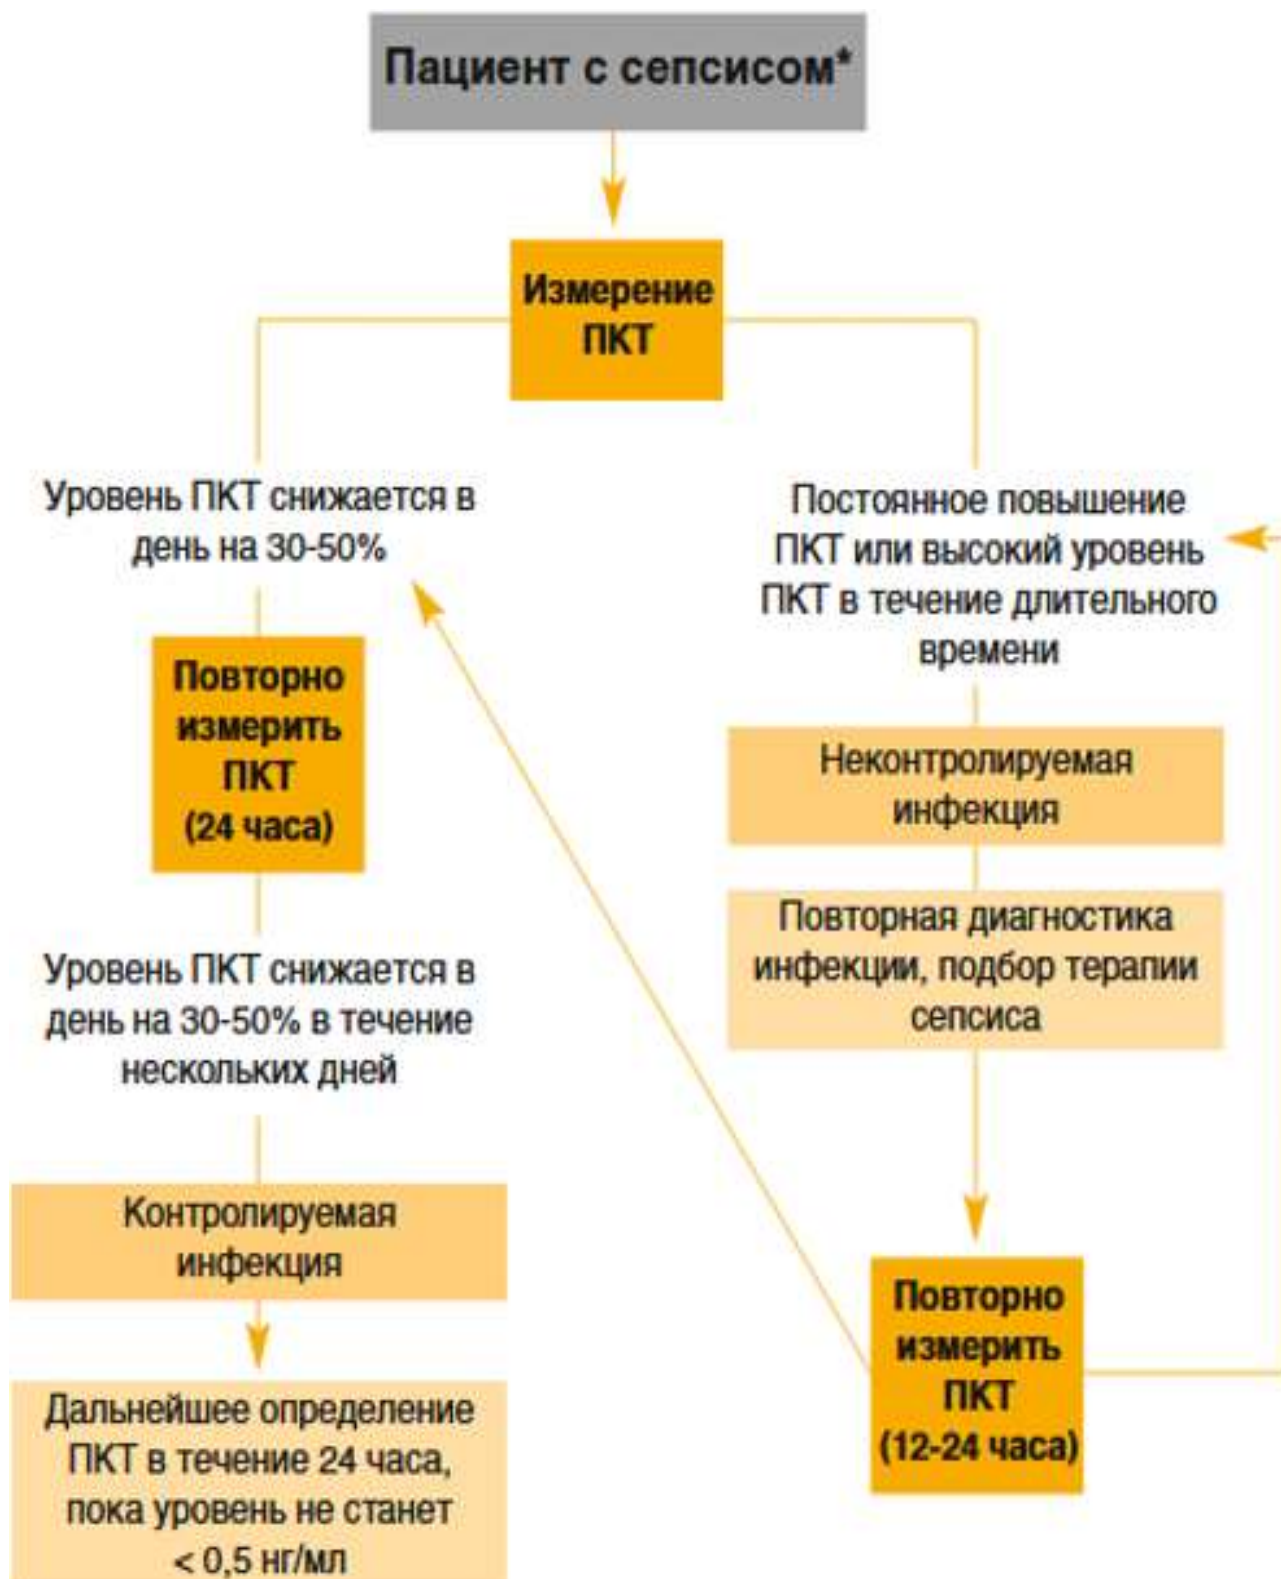 Пациент с сепсисом*
Измерение
ПКТ
Уровень ПКТ снижается в
день на 30-50%
Повторно
измерить
ПКТ
(24 часа)
Уровень ПКТ снижается в
день на 30-50% в течение
нескольких дней
Контролируемая
инфекция
Дальнейшее определение
ПКТ в течение 24 часа,
пока уровень не станет
< 0,5 нг/мл
Постоянное повышение
ПКТ или высокий уровень
ПКТ в течение длительного
времени
Неконтролируемая
инфекция
Повторная диагностика
инфекции, подбор терапии
сепсиса
Повторно
измерить
ПКТ
(12-24 часа)